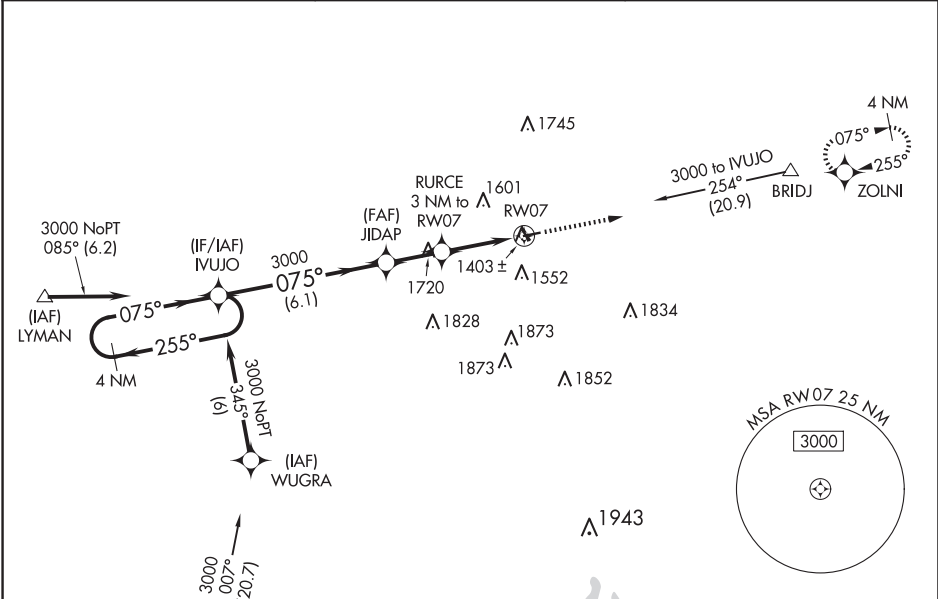 1745
4 NM
075°
255°
ZOLNI
3000 to IVUJO
254°
(20.9)
BRIDJ
RURCE
3 NM to
RW07
1601
RW07
(FAF)
JIDAP
1403 ±
1720
1552
3000 NoPT
085° (6.2)
(IF/IAF)
IVUJO
3000
075°
(6.1)
(IAF)
LYMAN
075°
255°
4 NM
1828
1873
1873
1834
1852
3000 NoPT
345°
(6)
(IAF)
WUGRA
MSA RW07 25 NM
3000
1943
3000
007°
(20.7)